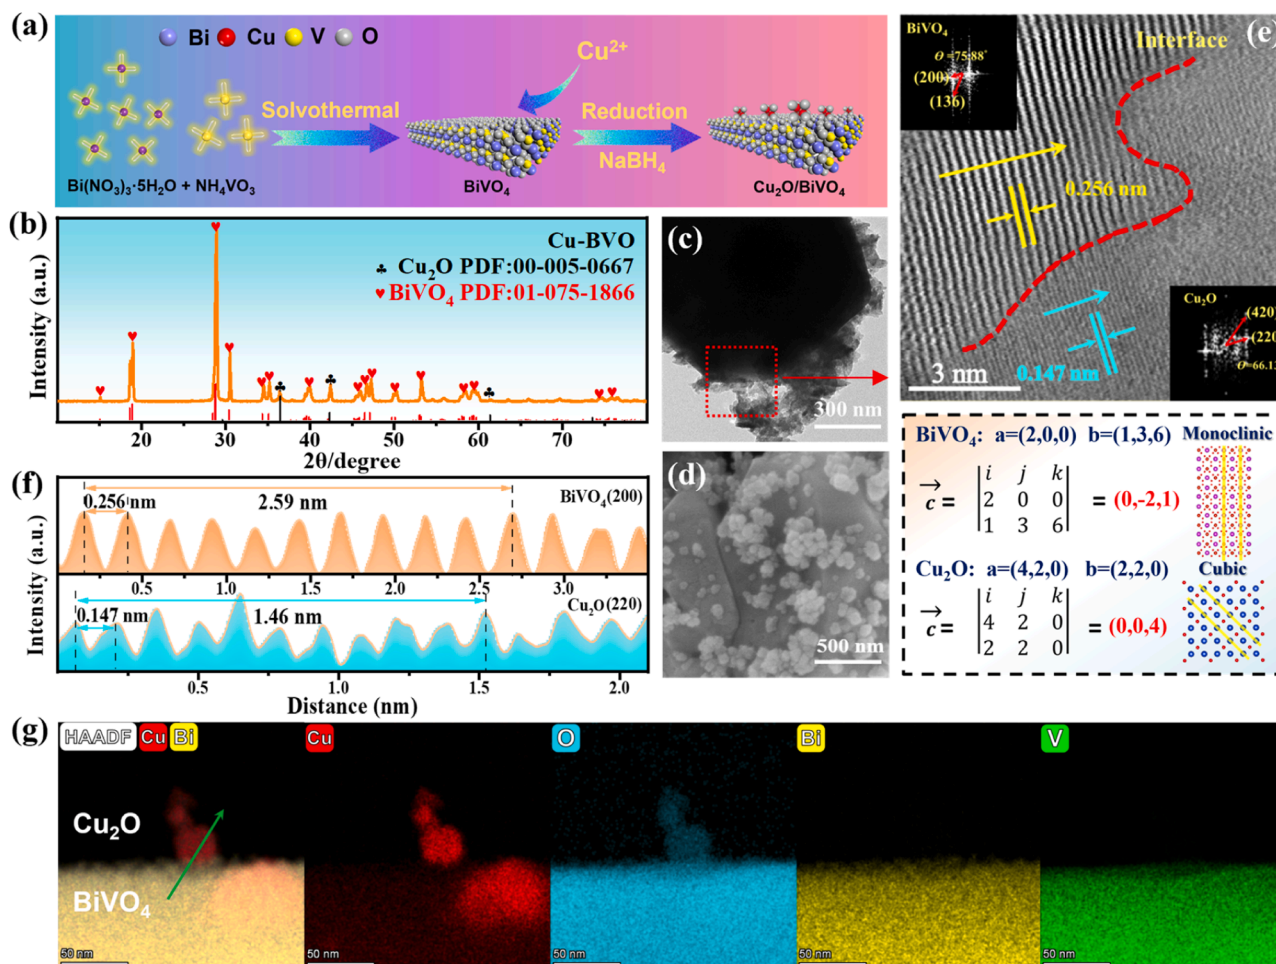 (a)
Bi Cu V O
Cu2+
Solvothermal
Reduction
NaBH4
Bi(NO3)3·5H2O + NH4VO3
BiVO4
Cu2O/BiVO4
(b)
Intensity (a.u.)
Cu-BVO
♣ Cu2O PDF:00-005-0667
♥ BiVO4 PDF:01-075-1866
20 30 40 50 60 70
2θ/degree
(c)
300 nm
(d)
500 nm
(e)
BiVO4
Θ=75.88°
(200)
(136)
Interface
0.256 nm
Cu2O
(420)
(220
Θ=66.13
0.147 nm
3 nm
BiVO4: a=(2,0,0) b=(1,3,6) Monoclinic
c = | i j k |
| 2 0 0 | = (0,-2,1)
| 1 3 6 |
Cu2O: a=(4,2,0) b=(2,2,0) Cubic
c = | i j k |
| 4 2 0 | = (0,0,4)
| 2 2 0 |
(f)
Intensity (a.u.)
0.256 nm 2.59 nm BiVO4(200)
0.5 1.0 1.5 2.0 2.5 3.0
0.147 nm 1.46 nm Cu2O(220)
0.5 1.0 1.5 2.0
Distance (nm)
(g)
HAADF Cu Bi
Cu2O
BiVO4
50 nm
Cu
50 nm
O
50 nm
Bi
50 nm
V
50 nm